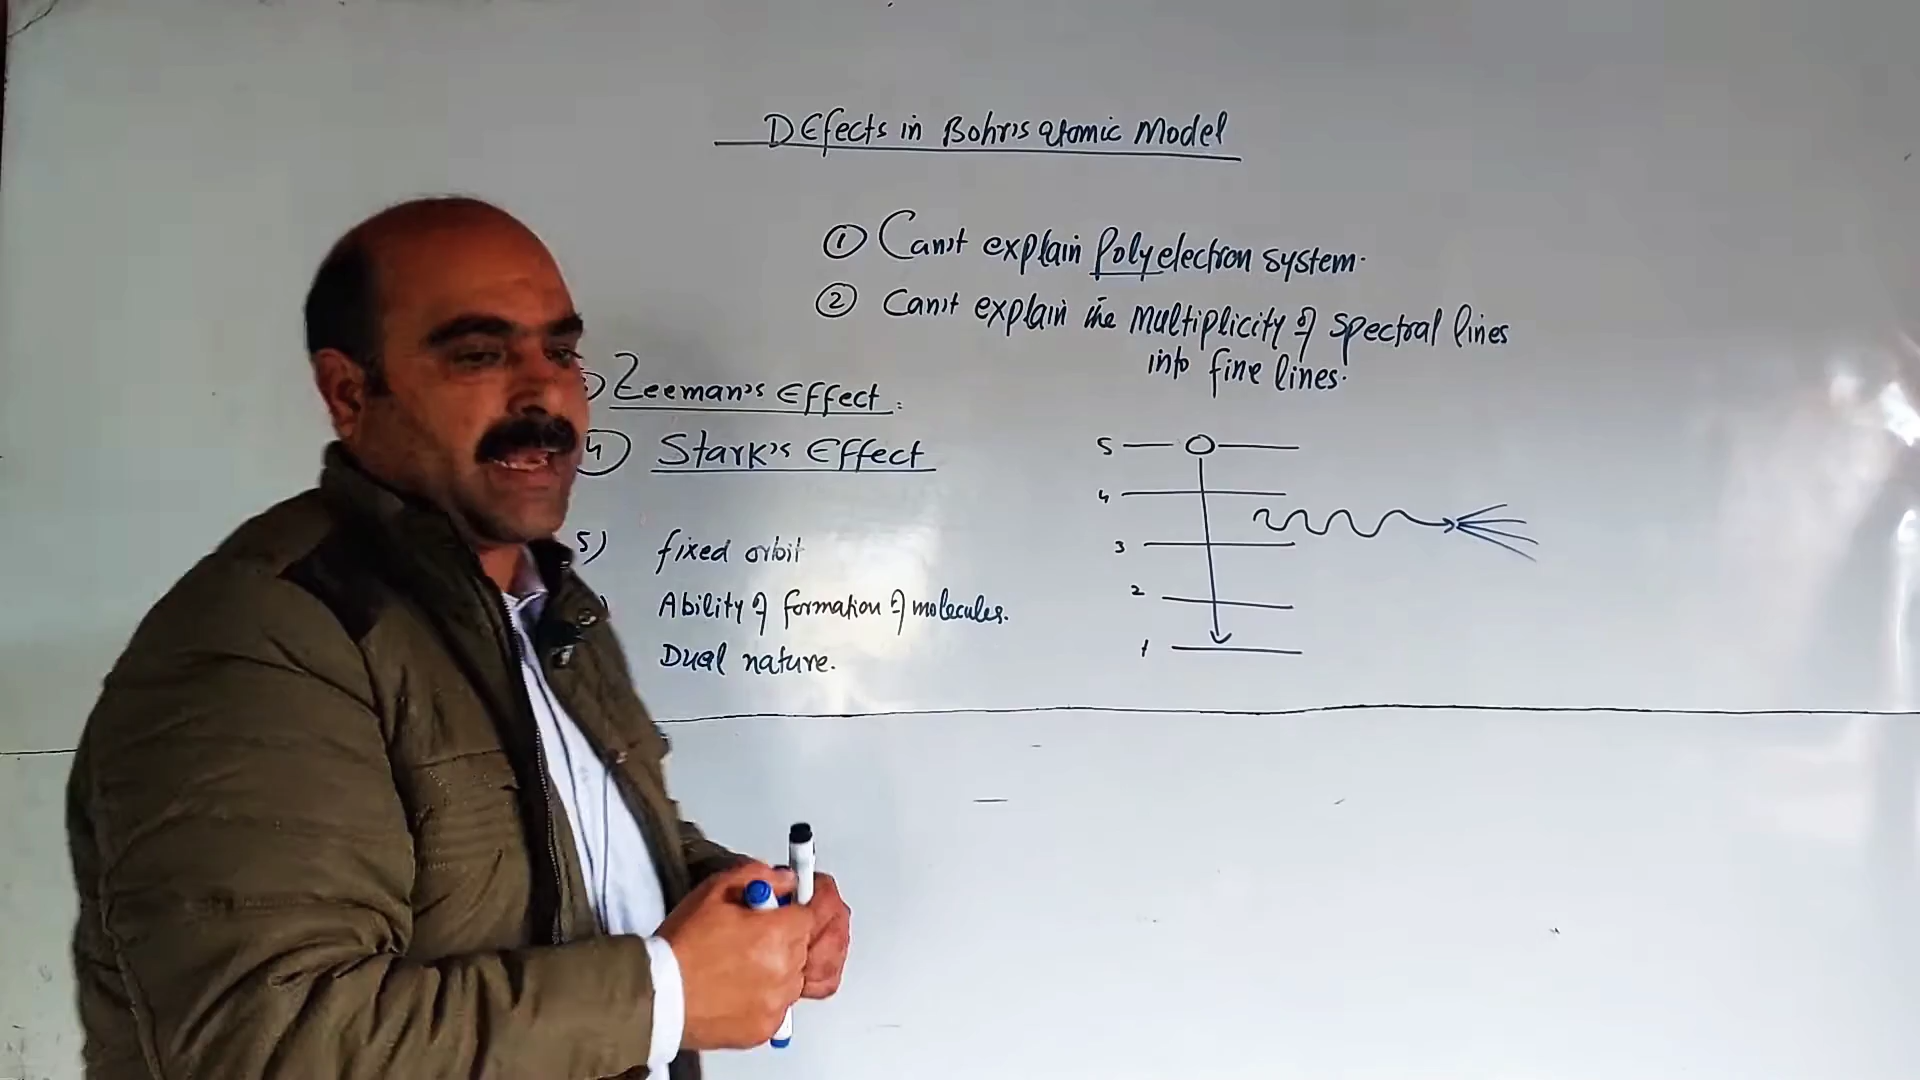 DEfects in Bohr's atomic Model
① Can't explain Polyelectron system.
② Can't explain the Multiplicity of spectral lines
into fine lines.
) Zeeman's Effect :
4) Stark's Effect
5) fixed orbit
) Ability of formation of molecules.
Dual nature.
5
4
3
2
1